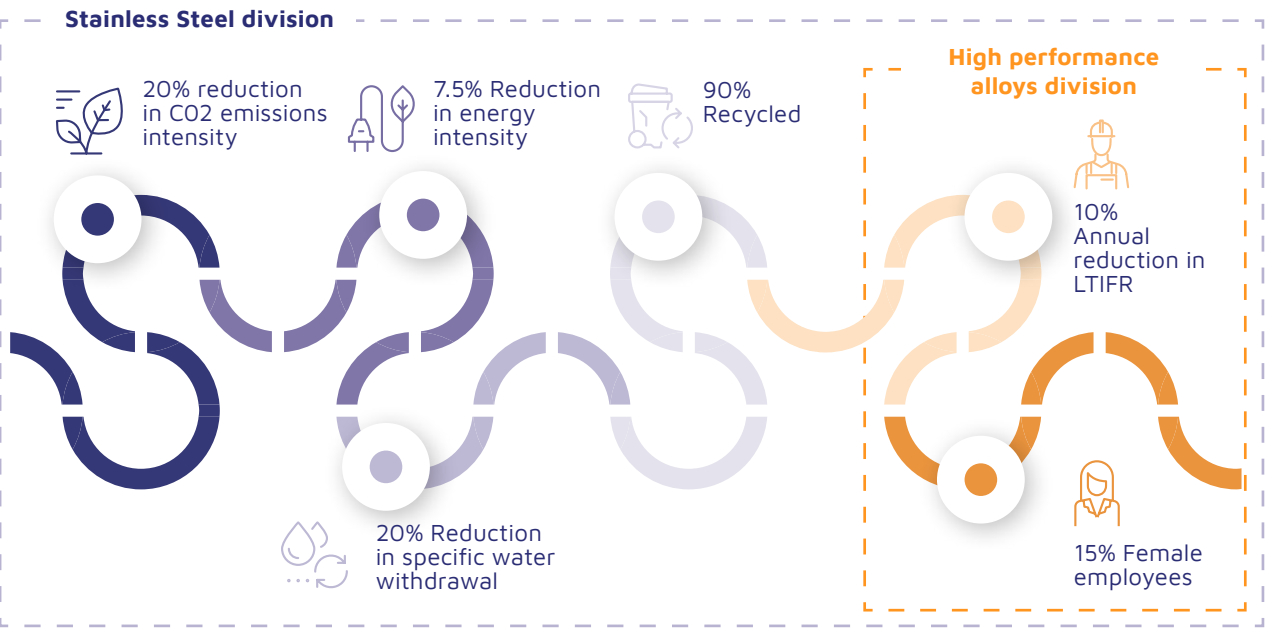 Stainless Steel division
20% reduction
in CO2 emissions
intensity
7.5% Reduction
in energy
intensity
90%
Recycled
High performance
alloys division
10%
Annual
reduction in
LTIFR
20% Reduction
in specific water
withdrawal
15% Female
employees